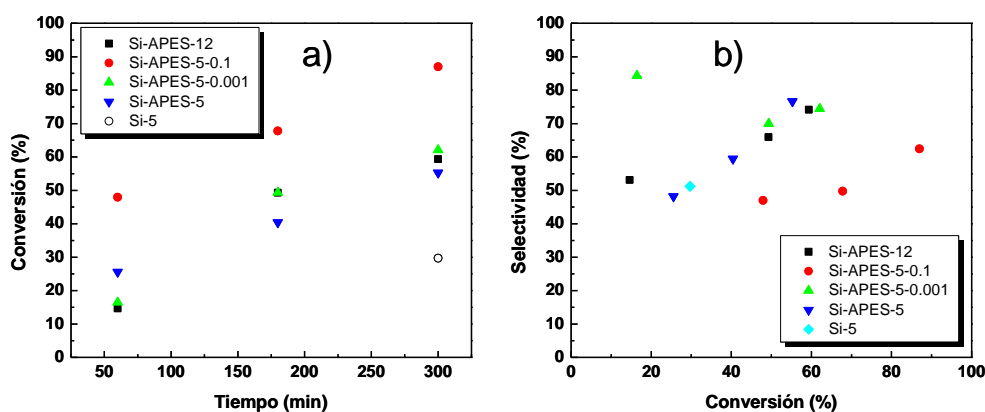 a)
Si-APES-12
Si-APES-5-0.1
Si-APES-5-0.001
Si-APES-5
Si-5
Conversión (%)
100
90
80
70
60
50
40
30
20
10
0
50 100 150 200 250 300
Tiempo (min)
b)
Selectividad (%)
100
90
80
70
60
50
40
30
20
10
0
Si-APES-12
Si-APES-5-0.1
Si-APES-5-0.001
Si-APES-5
Si-5
0 20 40 60 80 100
Conversión (%)